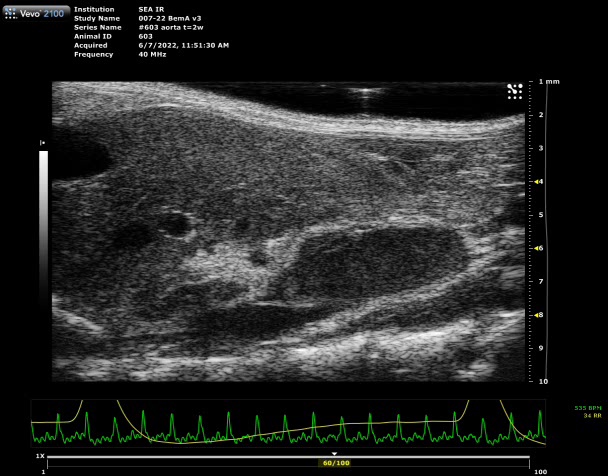 Vevo 2100
Institution SEA IR
Study Name 007-22 BemA v3
Series Name #603 aorta t=2w
Animal ID 603
Acquired 6/7/2022, 11:51:30 AM
Frequency 40 MHz
1 mm
2
3
4
5
6
7
8
9
10
535 BPM
34 RR
1X
60/100
1
100